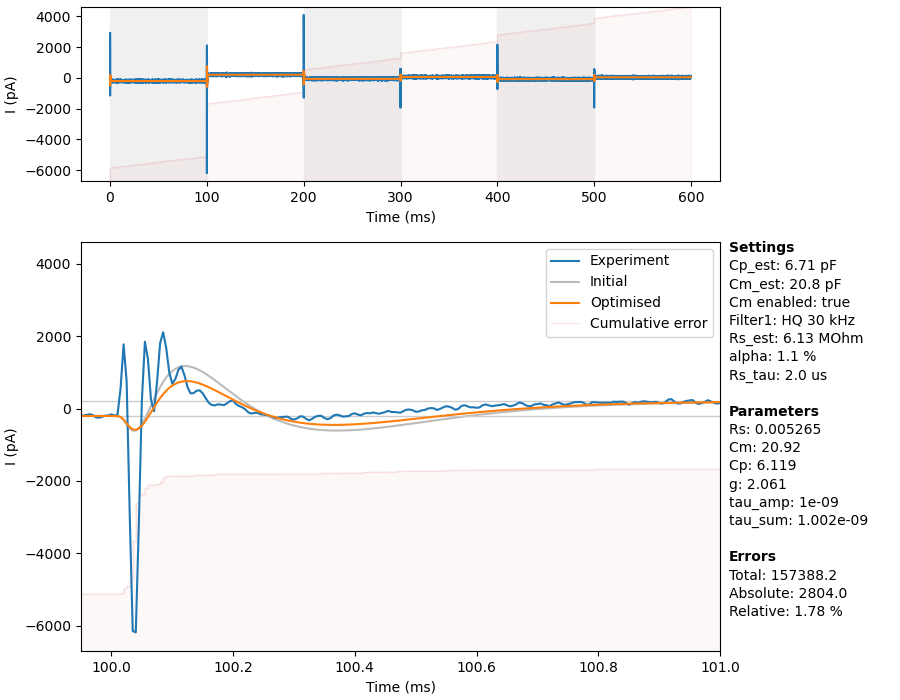 4000
2000
0
−2000
−4000
−6000
I (pA)
0 100 200 300 400 500 600
Time (ms)
4000
2000
0
−2000
−4000
−6000
I (pA)
Experiment
Initial
Optimised
Cumulative error
100.0 100.2 100.4 100.6 100.8 101.0
Time (ms)
Settings
Cp_est: 6.71 pF
Cm_est: 20.8 pF
Cm enabled: true
Filter1: HQ 30 kHz
Rs_est: 6.13 MOhm
alpha: 1.1 %
Rs_tau: 2.0 us
Parameters
Rs: 0.005265
Cm: 20.92
Cp: 6.119
g: 2.061
tau_amp: 1e-09
tau_sum: 1.002e-09
Errors
Total: 157388.2
Absolute: 2804.0
Relative: 1.78 %